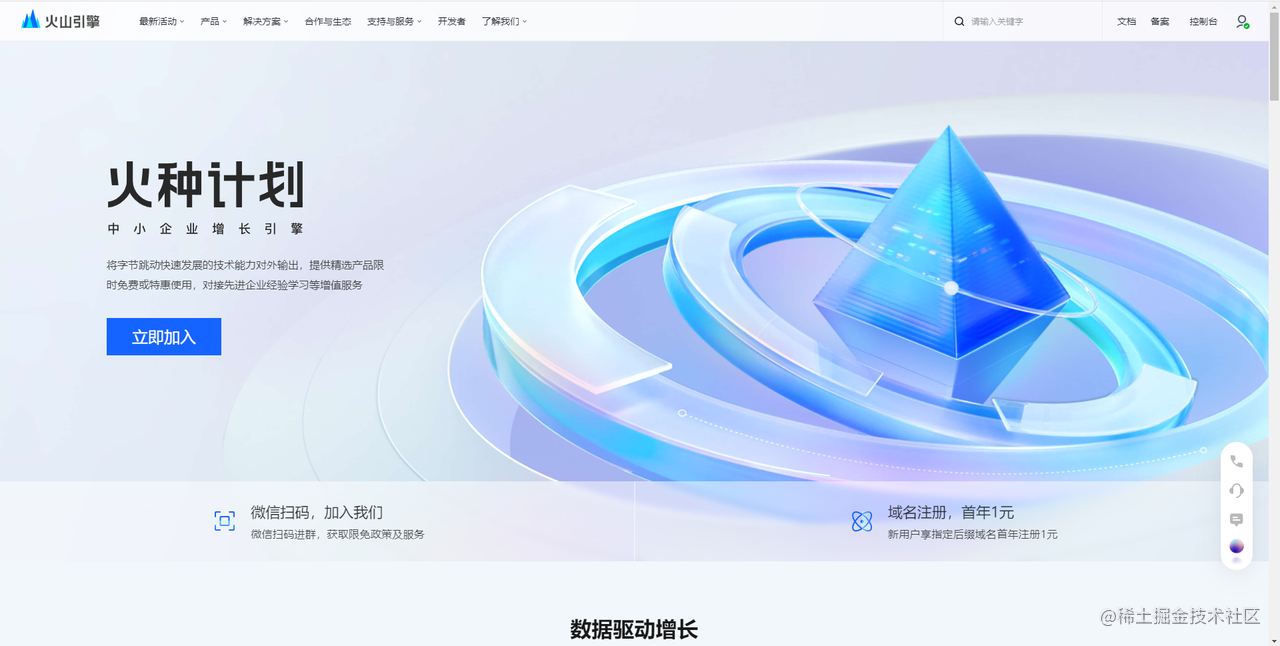 火山引擎
最新活动 产品 解决方案 合作与生态 支持与服务 开发者 了解我们 请输入关键字 文档 备案 控制台
火种计划
中小企业增长引擎
将字节跳动快速发展的技术能力对外输出，提供精选产品限
时免费或特惠使用，对接先进企业经验学习等增值服务
立即加入
微信扫码，加入我们
微信扫码进群，获取限免政策及服务
域名注册，首年1元
新用户享指定后缀域名首年注册1元
数据驱动增长
@稀土掘金技术社区